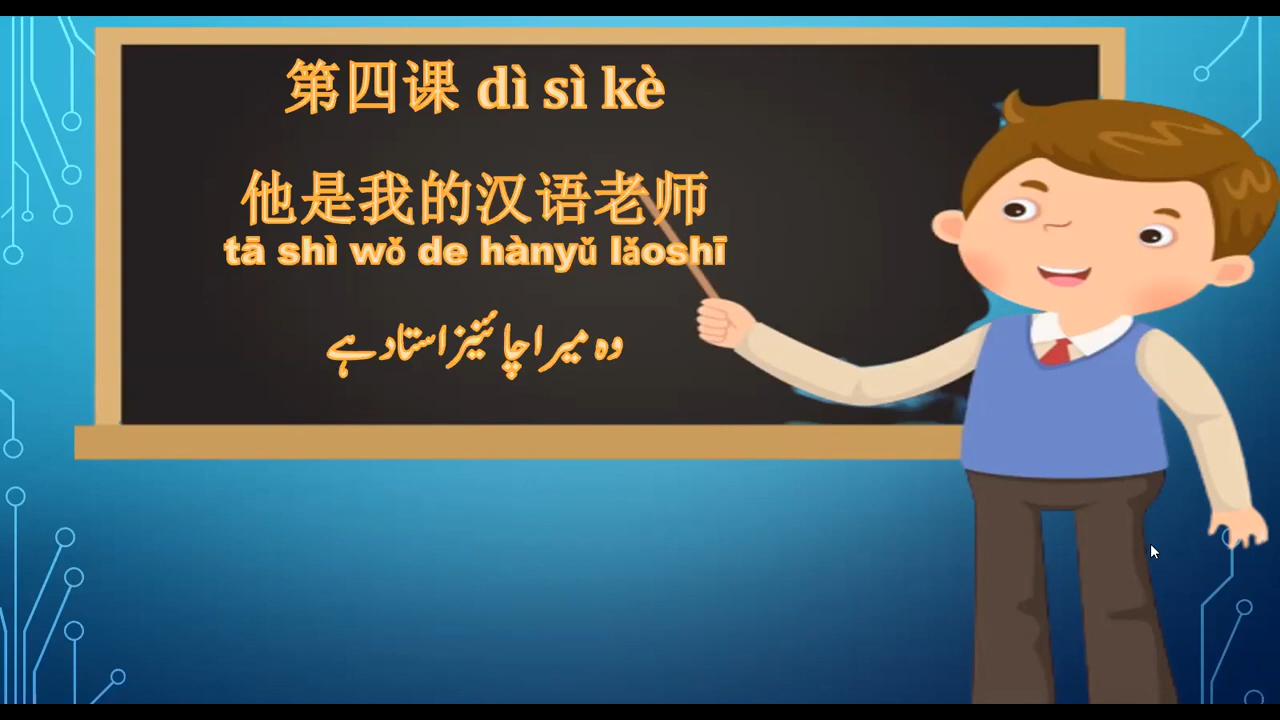 第四课 dì sì kè
他是我的汉语老师
tā shì wǒ de hànyǔ lǎoshī
وہ میرا چائنیز استاد ہے